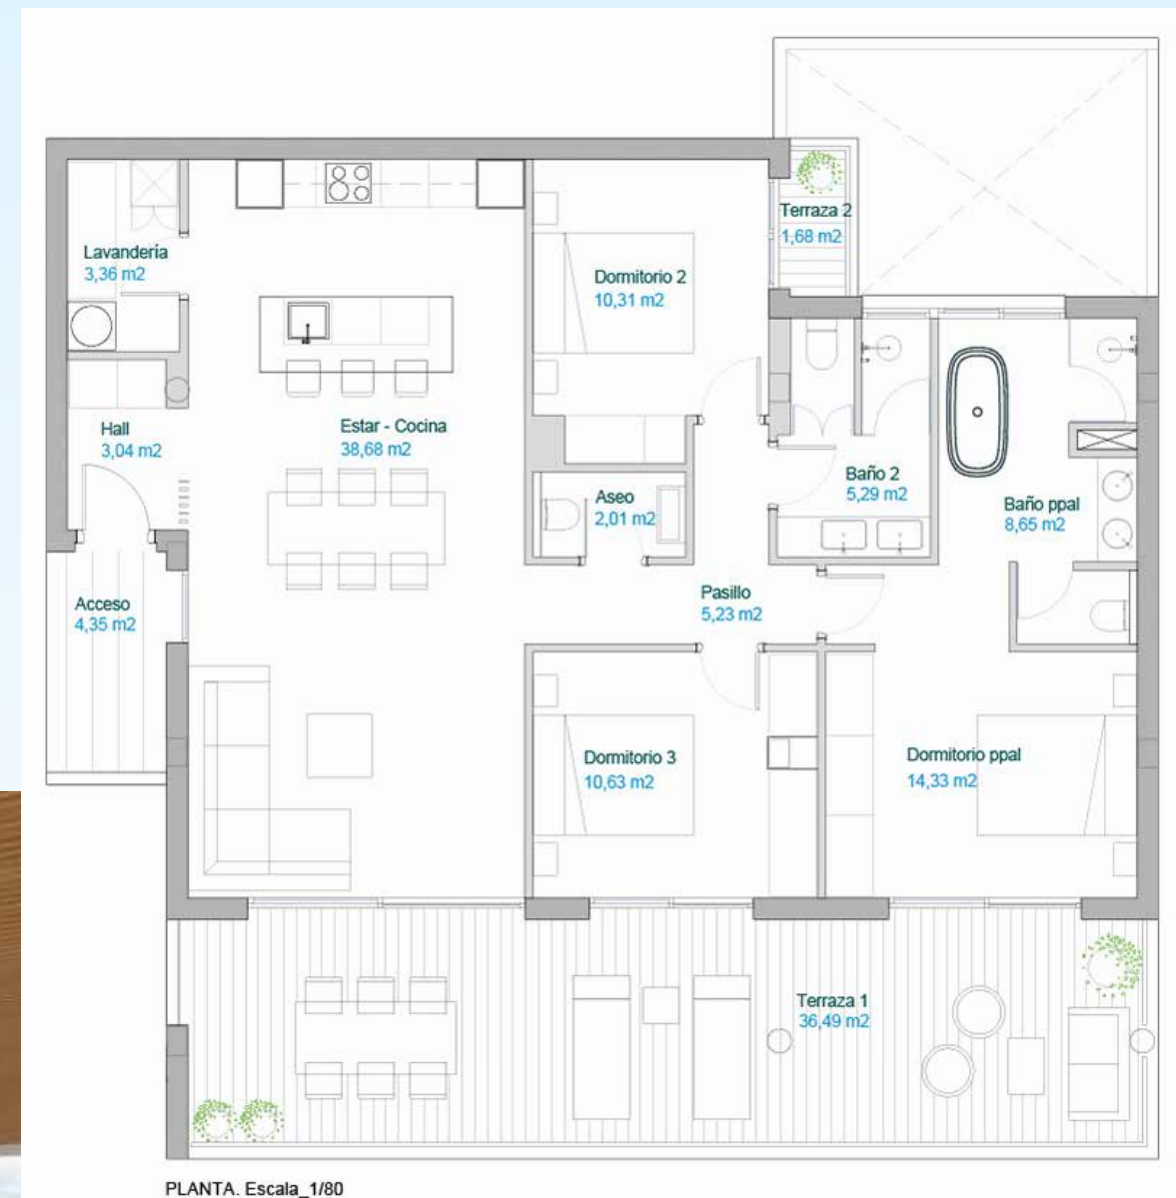 Terraza 2
1,68 m2
Lavandería
3,36 m2
Dormitorio 2
10,31 m2
Hall
3,04 m2
Estar - Cocina
38,68 m2
Aseo
2,01 m2
Baño 2
5,29 m2
Baño ppal
8,65 m2
Acceso
4,35 m2
Pasillo
5,23 m2
Dormitorio 3
10,63 m2
Dormitorio ppal
14,33 m2
Terraza 1
36,49 m2
PLANTA. Escala_1/80